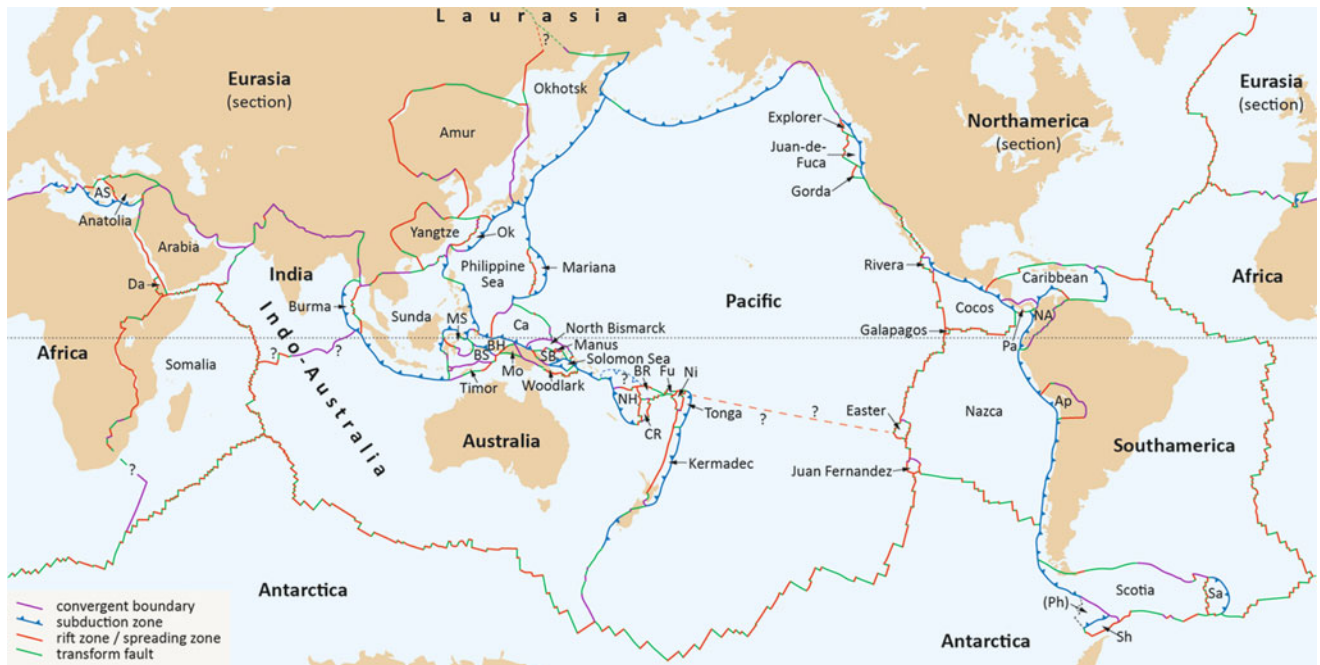 Laurasia
?
Eurasia
(section)
Okhotsk
Eurasia
(section)
Amur
Explorer
Northamerica
(section)
Juan-de-
Fuca
Gorda
AS
Anatolia
Yangtze
Ok
Arabia
Philippine
Sea
Mariana
Rivera
Caribbean
India
Africa
Da
Burma
Pacific
Cocos
NA
Sunda
MS
Ca
North Bismarck
Galapagos
Pa
Manus
BH
SB
Solomon Sea
Africa
?
?
BS
Mo
Somalia
Timor
Woodlark
?
BR
Fu
Ni
Indo-Australia
NH
Tonga
?
?
Easter
Nazca
Ap
CR
Australia
Southamerica
Kermadec
Juan Fernandez
?
Antarctica
(Ph)
Scotia
Sa
Sh
Antarctica
convergent boundary
subduction zone
rift zone / spreading zone
transform fault